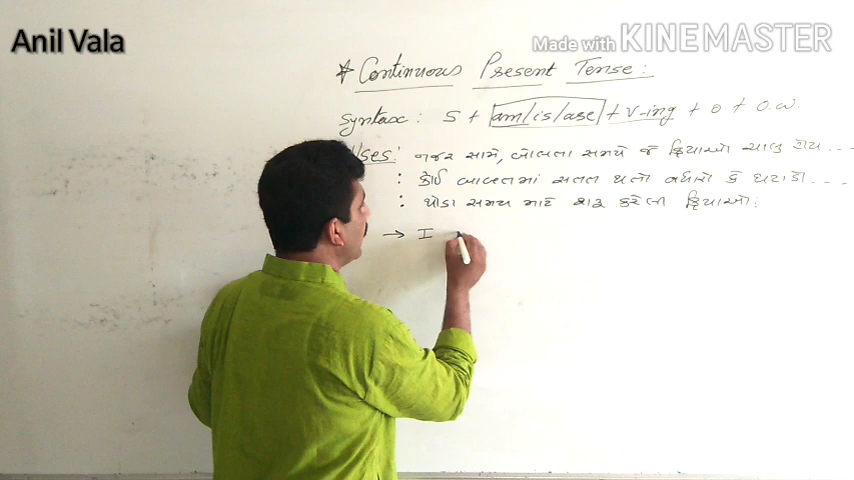 Anil Vala
Made with KINEMASTER
* Continuous Present Tense :
Syntax : S + am/is/are + V-ing + O + O.W.
Uses : નજર સામે, બોલતા સમયે જે ક્રિયાઓ ચાલુ હોય ....
: કોઈ બાબતમાં સતત થતો વધારો કે ઘટાડો ....
: થોડા સમય માટે શરૂ કરેલી ક્રિયાઓ.
→ I